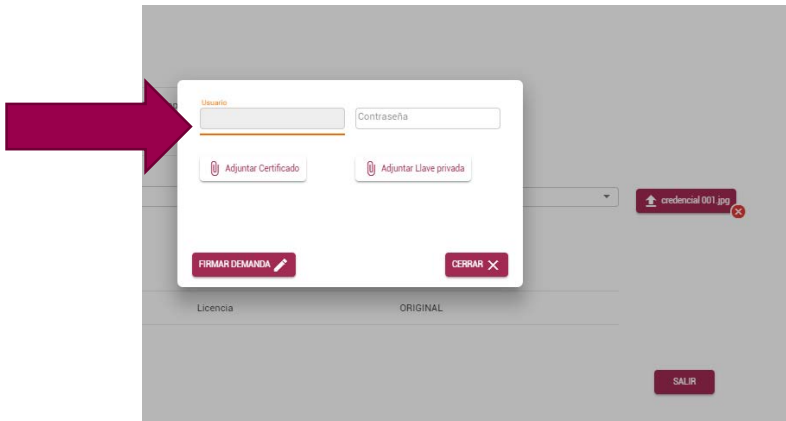 Usuario
Contraseña
Adjuntar Certificado
Adjuntar Llave privada
credencial 001.jpg
FIRMAR DEMANDA
CERRAR
Licencia
ORIGINAL
SALIR